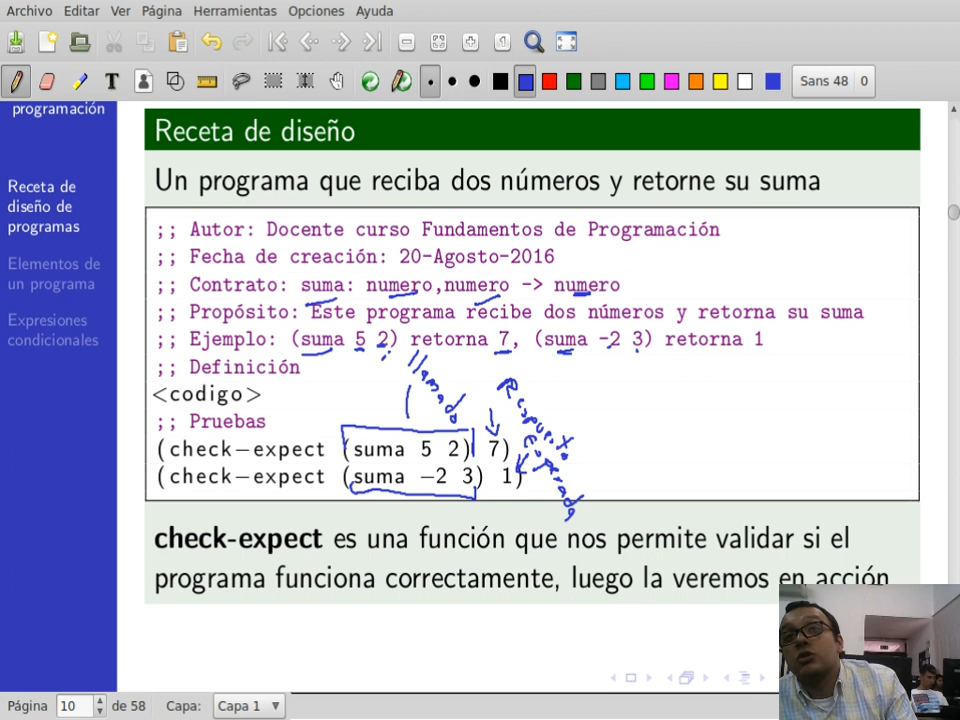 Archivo Editar Ver Página Herramientas Opciones Ayuda
T Sans 48 0
programación
Receta de diseño de programas
Elementos de un programa
Expresiones condicionales
Receta de diseño
Un programa que reciba dos números y retorne su suma
;; Autor: Docente curso Fundamentos de Programación
;; Fecha de creación: 20-Agosto-2016
;; Contrato: suma: numero,numero -> numero
;; Propósito: Este programa recibe dos números y retorna su suma
;; Ejemplo: (suma 5 2) retorna 7, (suma -2 3) retorna 1
;; Definición
<codigo>
;; Pruebas
(check-expect (suma 5 2) 7)
(check-expect (suma -2 3) 1)
llamado
Respuesta
esperada
check-expect es una función que nos permite validar si el
programa funciona correctamente, luego la veremos en acción
Página 10 de 58 Capa: Capa 1